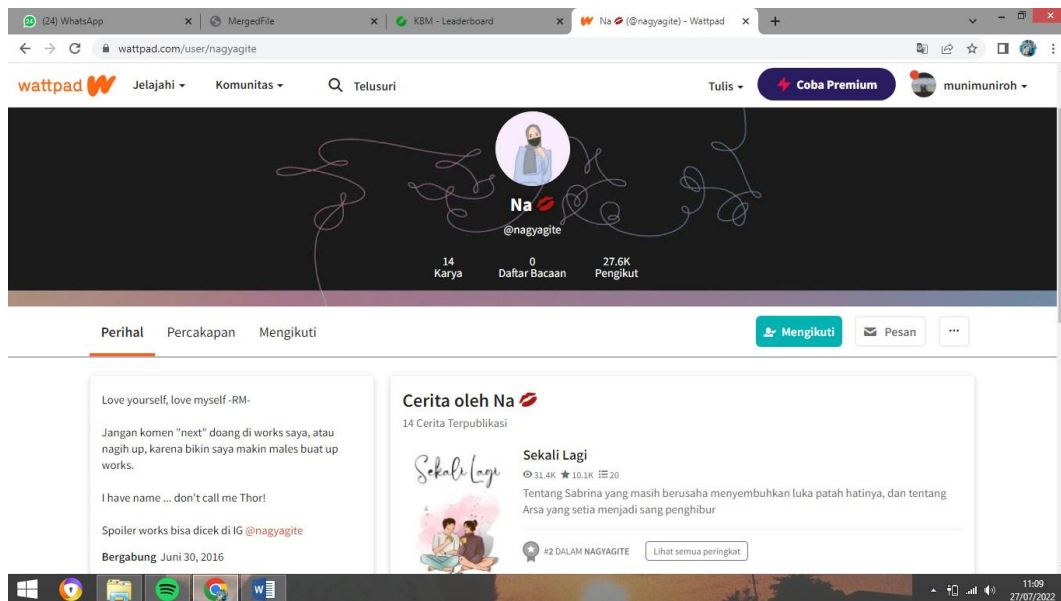 (24) WhatsApp
MergedFile
KBM - Leaderboard
Na 💋 (@nagyagite) - Wattpad
wattpad.com/user/nagyagite
wattpad
Jelajahi
Komunitas
Telusuri
Tulis
Coba Premium
munimuniroh
Na 💋
@nagyagite
14 0 27.6K
Karya Daftar Bacaan Pengikut
Perihal Percakapan Mengikuti
Mengikuti
Pesan
...
Love yourself, love myself -RM-
Jangan komen "next" doang di works saya, atau
nagih up, karena bikin saya makin males buat up
works.
I have name ... don't call me Thor!
Spoiler works bisa dicek di IG @nagyagite
Bergabung Juni 30, 2016
Cerita oleh Na 💋
14 Cerita Terpublikasi
Sekali Lagi
Sekali Lagi
31.4K 10.1K 20
Tentang Sabrina yang masih berusaha menyembuhkan luka patah hatinya, dan tentang
Arsa yang setia menjadi sang penghibur
#2 DALAM NAGYAGITE
Lihat semua peringkat
11:09
27/07/2022